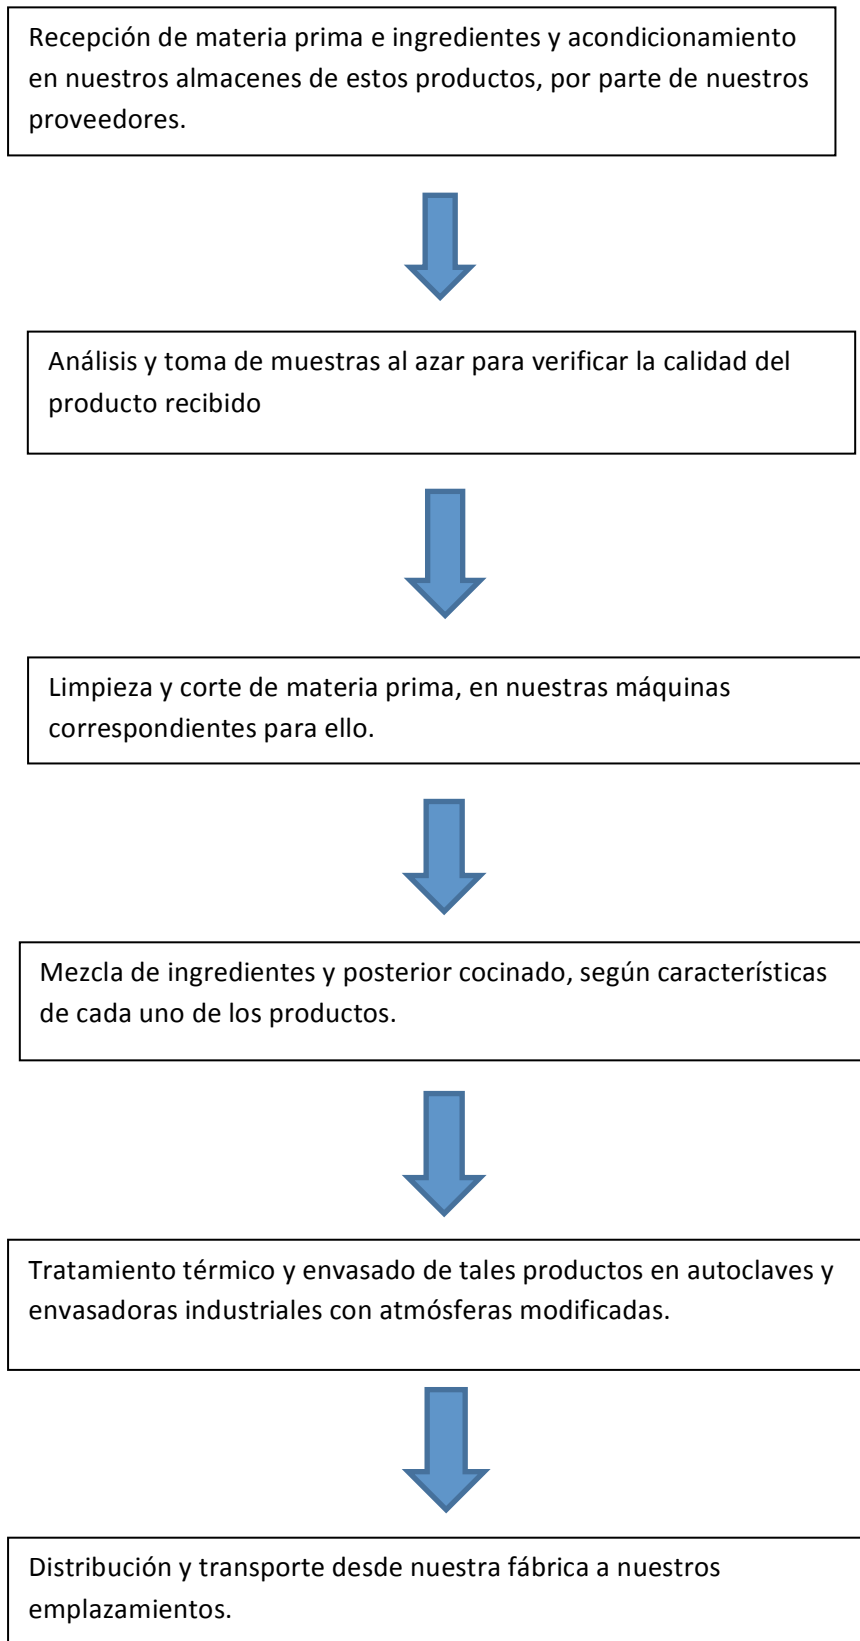 Recepción de materia prima e ingredientes y acondicionamiento
en nuestros almacenes de estos productos, por parte de nuestros
proveedores.
Análisis y toma de muestras al azar para verificar la calidad del
producto recibido
Limpieza y corte de materia prima, en nuestras máquinas
correspondientes para ello.
Mezcla de ingredientes y posterior cocinado, según características
de cada uno de los productos.
Tratamiento térmico y envasado de tales productos en autoclaves y
envasadoras industriales con atmósferas modificadas.
Distribución y transporte desde nuestra fábrica a nuestros
emplazamientos.